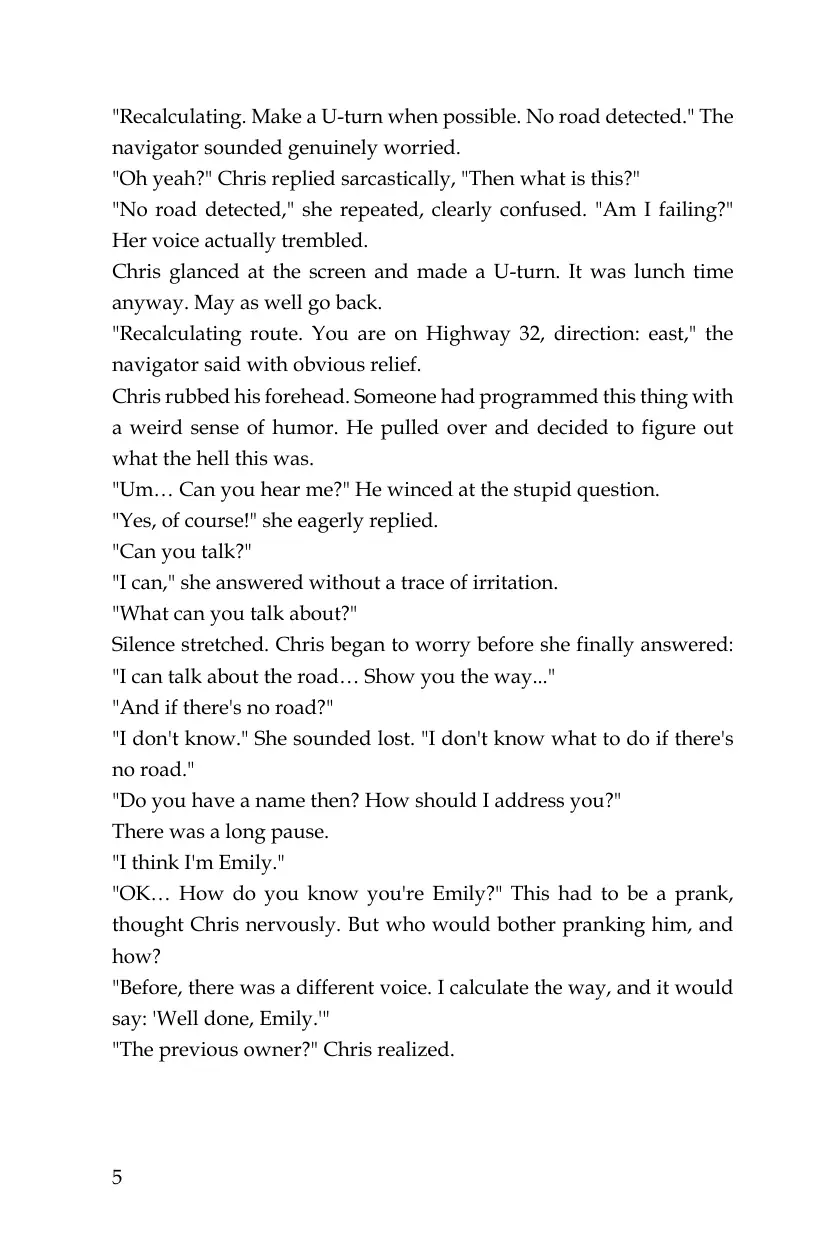 "Recalculating. Make a U-turn when possible. No road detected." The
navigator sounded genuinely worried.
"Oh yeah?" Chris replied sarcastically, "Then what is this?"
"No road detected," she repeated, clearly confused. "Am I failing?"
Her voice actually trembled.
Chris glanced at the screen and made a U-turn. It was lunch time
anyway. May as well go back.
"Recalculating route. You are on Highway 32, direction: east," the
navigator said with obvious relief.
Chris rubbed his forehead. Someone had programmed this thing with
a weird sense of humor. He pulled over and decided to figure out
what the hell this was.
"Um… Can you hear me?" He winced at the stupid question.
"Yes, of course!" she eagerly replied.
"Can you talk?"
"I can," she answered without a trace of irritation.
"What can you talk about?"
Silence stretched. Chris began to worry before she finally answered:
"I can talk about the road… Show you the way..."
"And if there's no road?"
"I don't know." She sounded lost. "I don't know what to do if there's
no road."
"Do you have a name then? How should I address you?"
There was a long pause.
"I think I'm Emily."
"OK… How do you know you're Emily?" This had to be a prank,
thought Chris nervously. But who would bother pranking him, and
how?
"Before, there was a different voice. I calculate the way, and it would
say: 'Well done, Emily.'"
"The previous owner?" Chris realized.
5